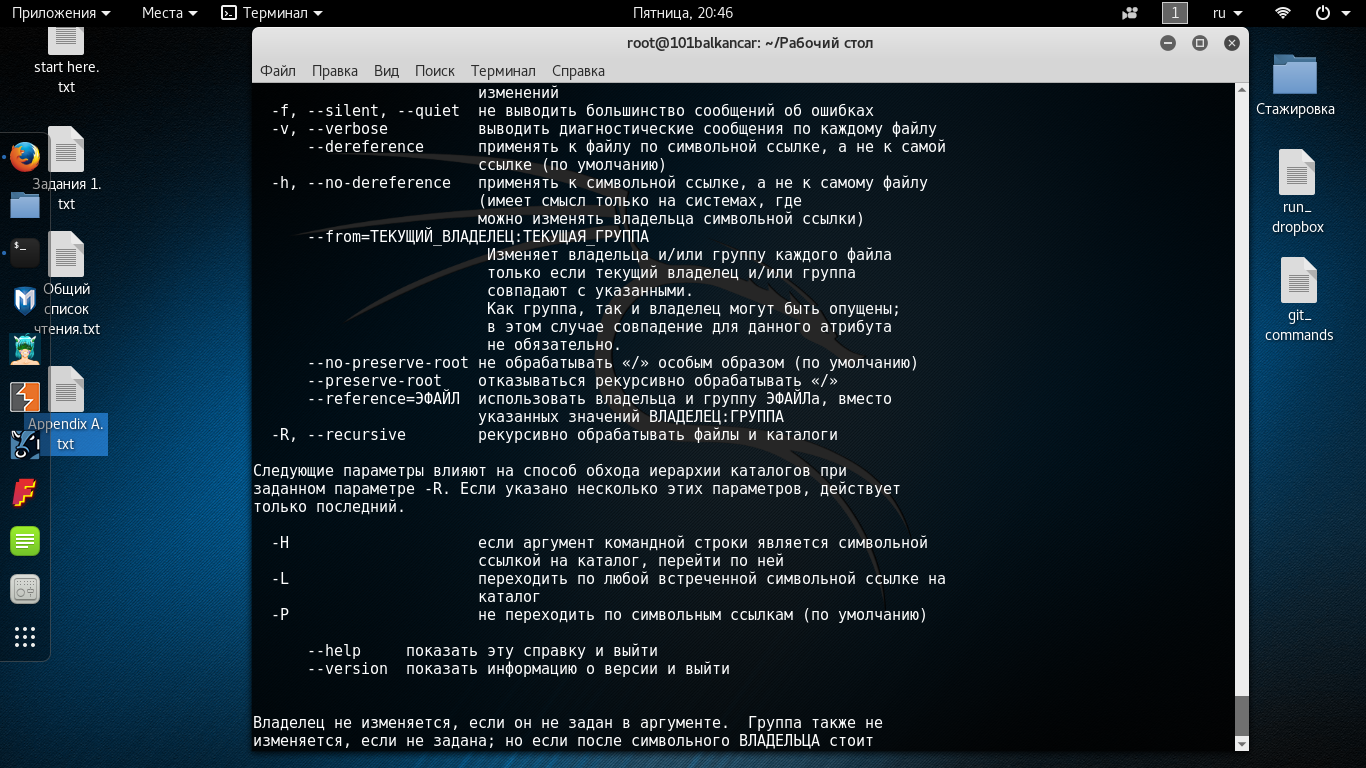 Приложения Места Терминал Пятница, 20:46 1 ru
start here.
txt
Задания 1.
txt
Общий
список
чтения.txt
Appendix A.
txt
root@101balkancar: ~/Рабочий стол
Файл Правка Вид Поиск Терминал Справка
изменений
-f, --silent, --quiet не выводить большинство сообщений об ошибках
-v, --verbose выводить диагностические сообщения по каждому файлу
--dereference применять к файлу по символьной ссылке, а не к самой
ссылке (по умолчанию)
-h, --no-dereference применять к символьной ссылке, а не к самому файлу
(имеет смысл только на системах, где
можно изменять владельца символьной ссылки)
--from=ТЕКУЩИЙ_ВЛАДЕЛЕЦ:ТЕКУЩАЯ_ГРУППА
Изменяет владельца и/или группу каждого файла
только если текущий владелец и/или группа
совпадают с указанными.
Как группа, так и владелец могут быть опущены;
в этом случае совпадение для данного атрибута
не обязательно.
--no-preserve-root не обрабатывать «/» особым образом (по умолчанию)
--preserve-root отказываться рекурсивно обрабатывать «/»
--reference=ЭФАЙЛ использовать владельца и группу ЭФАЙЛа, вместо
указанных значений ВЛАДЕЛЕЦ:ГРУППА
-R, --recursive рекурсивно обрабатывать файлы и каталоги
Следующие параметры влияют на способ обхода иерархии каталогов при
заданном параметре -R. Если указано несколько этих параметров, действует
только последний.
-H если аргумент командной строки является символьной
ссылкой на каталог, перейти по ней
-L переходить по любой встреченной символьной ссылке на
каталог
-P не переходить по символьным ссылкам (по умолчанию)
--help показать эту справку и выйти
--version показать информацию о версии и выйти
Владелец не изменяется, если он не задан в аргументе. Группа также не
изменяется, если не задана; но если после символьного ВЛАДЕЛЬЦА стоит
Стажировка
run_
dropbox
git_
commands